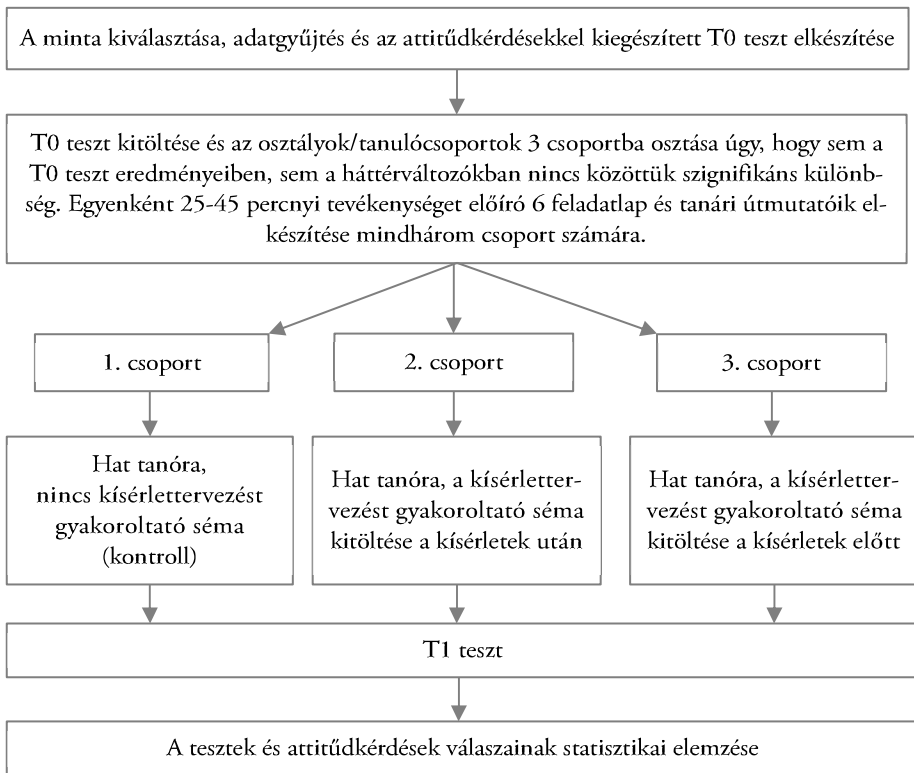 A minta kiválasztása, adatgyűjtés és az attitűdkérdésekkel kiegészített T0 teszt elkészítése
T0 teszt kitöltése és az osztályok/tanulócsoportok 3 csoportba osztása úgy, hogy sem a
T0 teszt eredményeiben, sem a háttérváltozókban nincs közöttük szignifikáns különb-
ség. Egyenként 25-45 percnyi tevékenységet előíró 6 feladatlap és tanári útmutatóik el-
készítése mindhárom csoport számára.
1. csoport
2. csoport
3. csoport
Hat tanóra,
nincs kísérlettervezést
gyakoroltató séma
(kontroll)
Hat tanóra, a kísérletter-
vezést gyakoroltató séma
kitöltése a kísérletek után
Hat tanóra, a kísérletter-
vezést gyakoroltató séma
kitöltése a kísérletek előtt
T1 teszt
A tesztek és attitűdkérdések válaszainak statisztikai elemzése